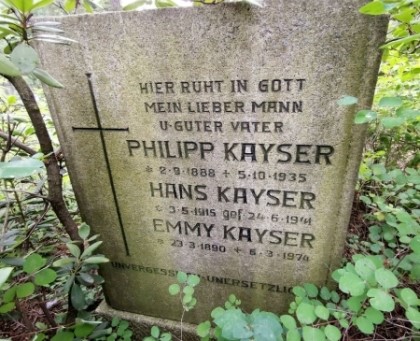 HIER RUHT IN GOTT
MEIN LIEBER MANN
U. GUTER VATER
PHILIPP KAYSER
* 2·9·1888 + 5·10·1935
HANS KAYSER
* 3·5·1915 gef. 24·6·1941
EMMY KAYSER
* 23·3·1890 + 6·3·1974
UNVERGESSEN UNERSETZLICH